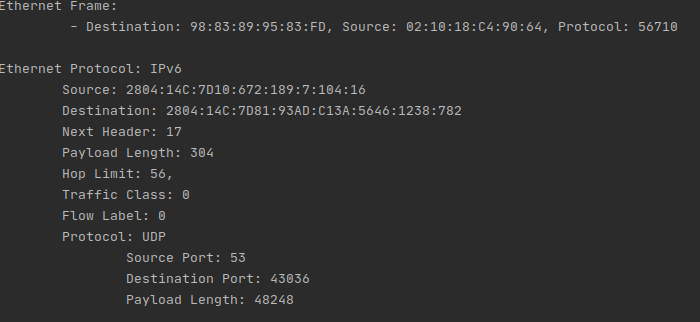 Ethernet Frame:
- Destination: 98:83:89:95:83:FD, Source: 02:10:18:C4:90:64, Protocol: 56710
Ethernet Protocol: IPv6
Source: 2804:14C:7D10:672:189:7:104:16
Destination: 2804:14C:7D81:93AD:C13A:5646:1238:782
Next Header: 17
Payload Length: 304
Hop Limit: 56,
Traffic Class: 0
Flow Label: 0
Protocol: UDP
Source Port: 53
Destination Port: 43036
Payload Length: 48248